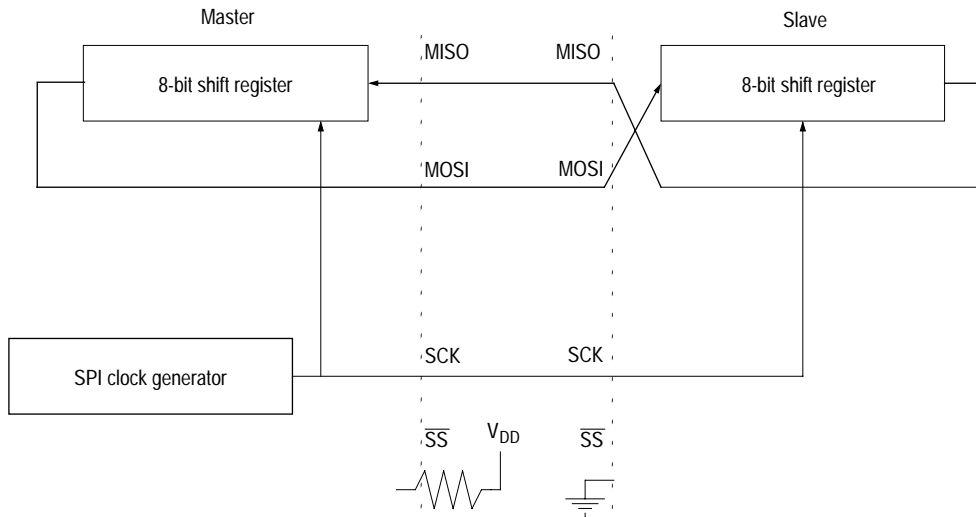 Master
Slave
8-bit shift register
MISO
MISO
8-bit shift register
MOSI
MOSI
SPI clock generator
SCK
SCK
SS
VDD
SS